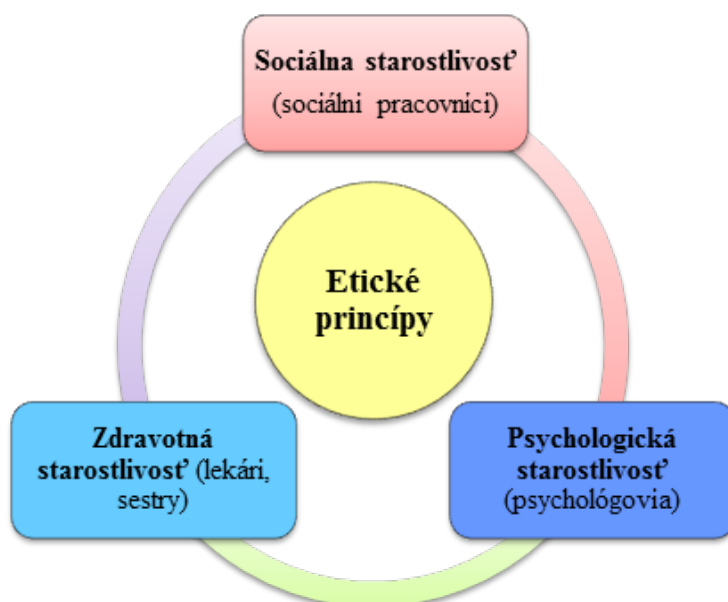 Sociálna starostlivosť
(sociálni pracovníci)
Etické
princípy
Zdravotná
starostlivosť (lekári,
sestry)
Psychologická
starostlivosť
(psychológovia)